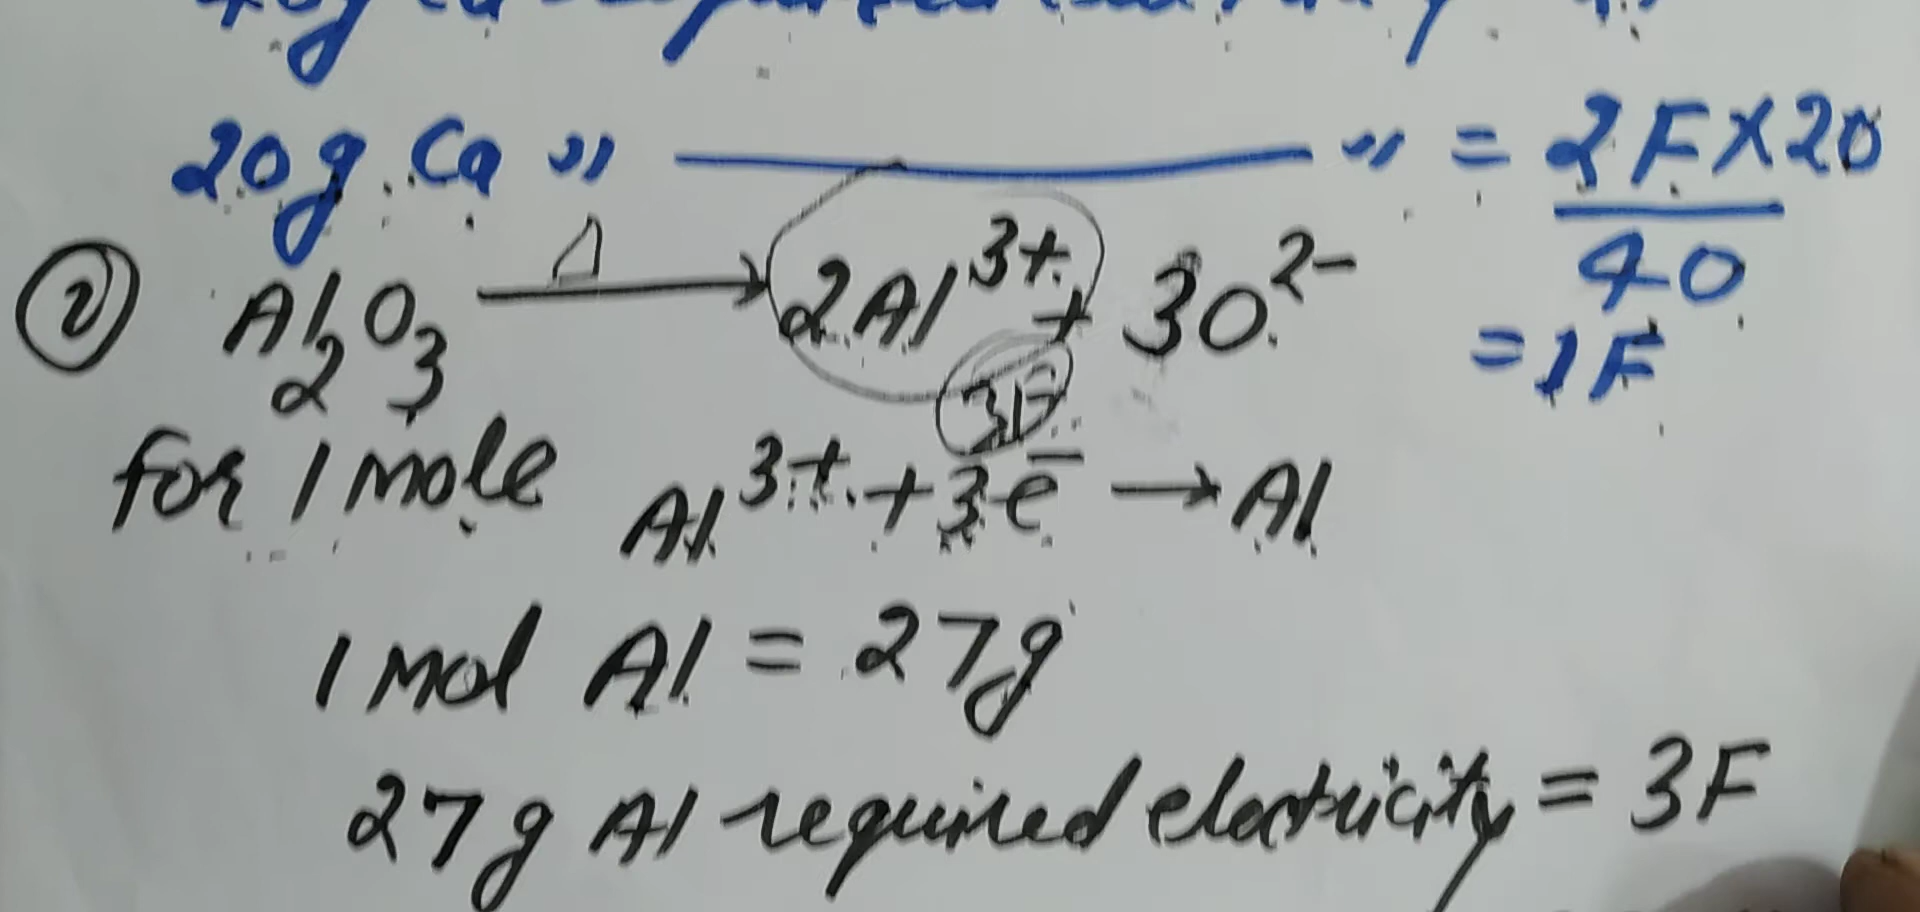 20g Ca " ——— " = 2F×20
40
= 1F
② Al₂O₃ —Δ→ 2Al³⁺ + 3O²⁻
3F
for 1 mole Al³⁺ + 3e⁻ → Al
1 mol Al = 27g
27g Al required electricity = 3F